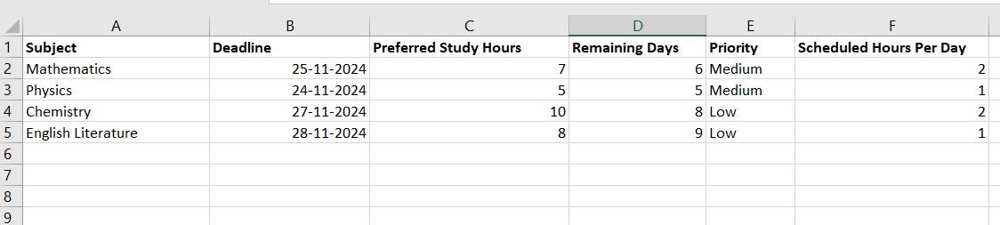 A B C D E F
1 Subject Deadline Preferred Study Hours Remaining Days Priority Scheduled Hours Per Day
2 Mathematics 25-11-2024 7 6 Medium 2
3 Physics 24-11-2024 5 5 Medium 1
4 Chemistry 27-11-2024 10 8 Low 2
5 English Literature 28-11-2024 8 9 Low 1
6
7
8
9